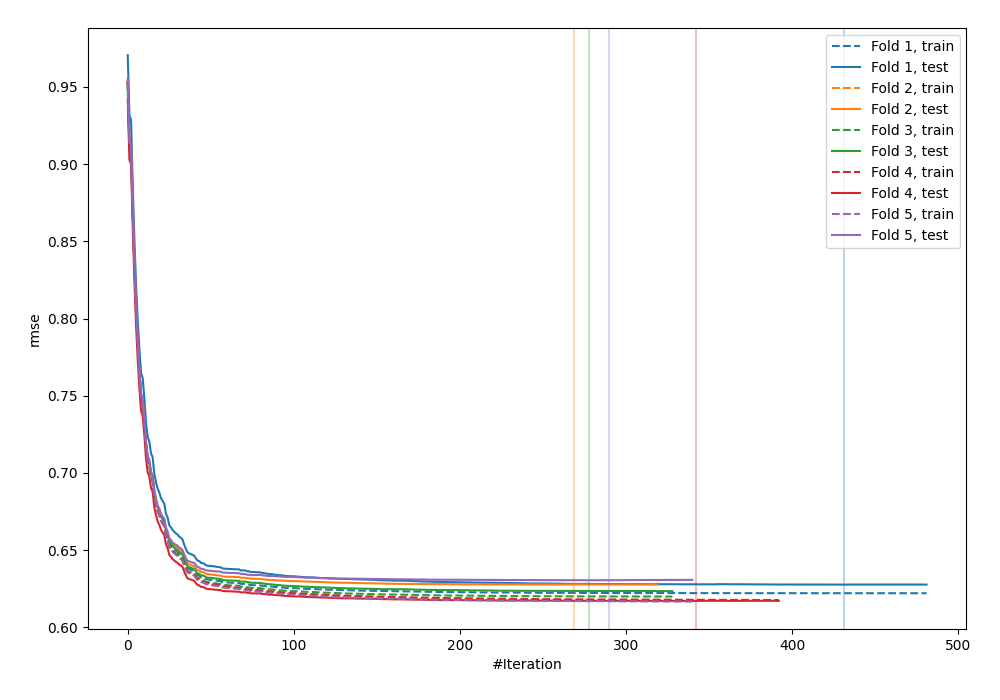 0.95
0.90
0.85
0.80
0.75
0.70
0.65
0.60
rmse
0
100
200
300
400
500
#Iteration
Fold 1, train
Fold 1, test
Fold 2, train
Fold 2, test
Fold 3, train
Fold 3, test
Fold 4, train
Fold 4, test
Fold 5, train
Fold 5, test